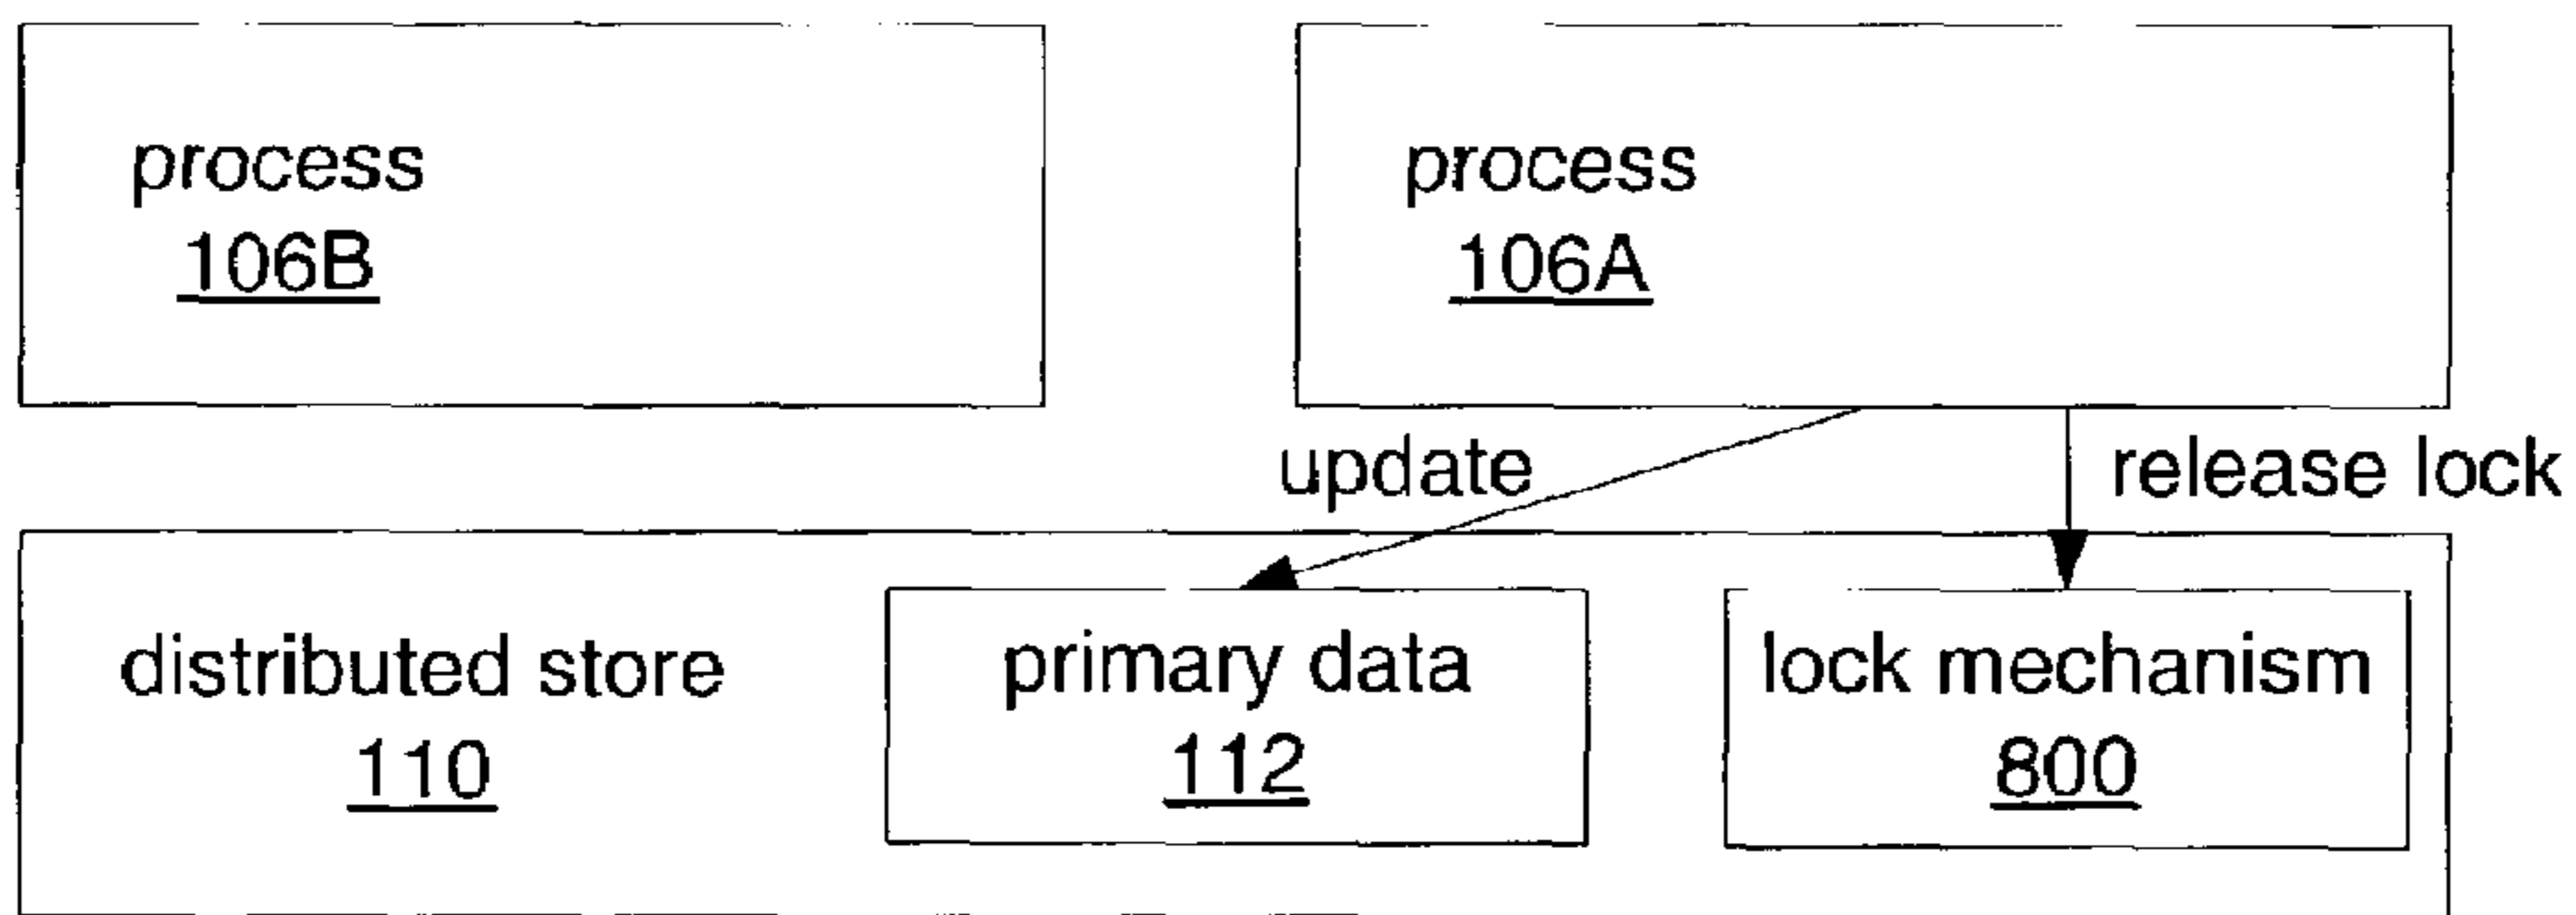 process
106B
process
106A
update
release lock
distributed store
110
primary data
112
lock mechanism
800